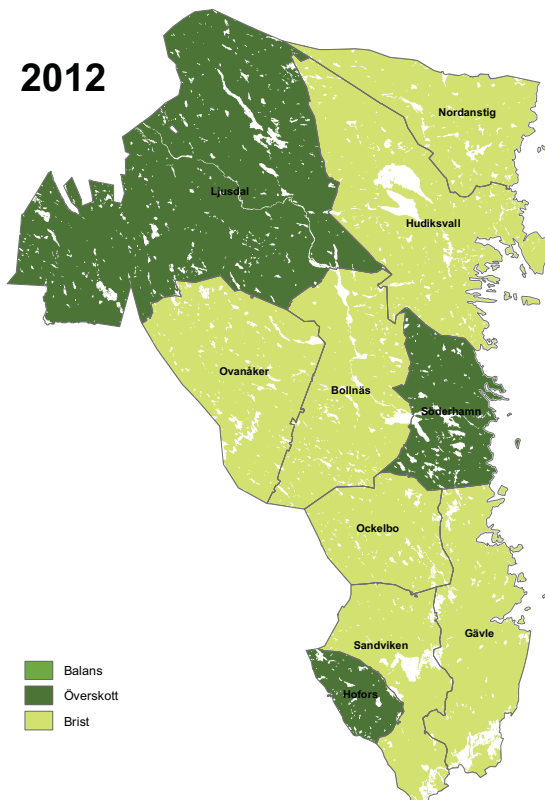 2012
Nordanstig
Ljusdal
Hudiksvall
Ovanåker
Bollnäs
Söderhamn
Ockelbo
Gävle
Sandviken
Hofors
Balans
Överskott
Brist